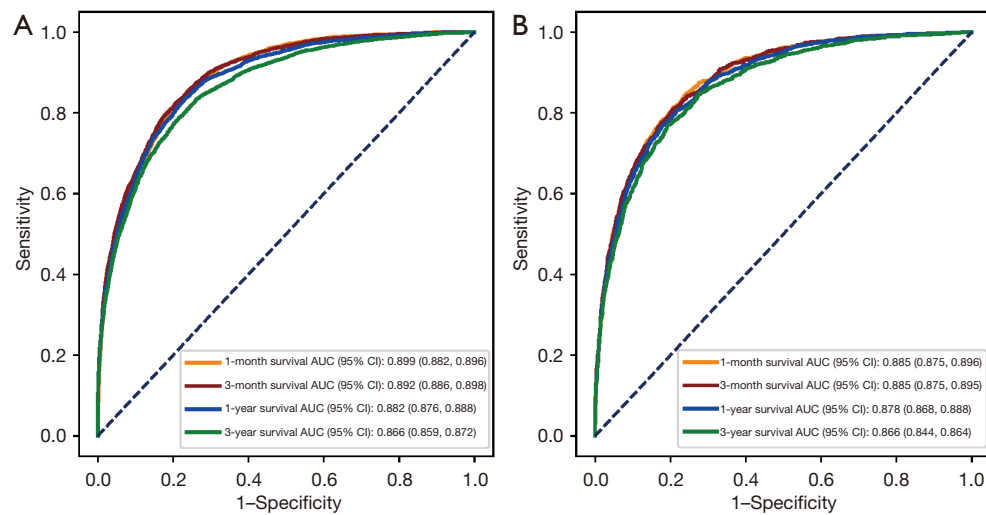 A
1.0
0.8
0.6
0.4
0.2
0.0
Sensitivity
1-month survival AUC (95% CI): 0.899 (0.882, 0.896)
3-month survival AUC (95% CI): 0.892 (0.886, 0.898)
1-year survival AUC (95% CI): 0.882 (0.876, 0.888)
3-year survival AUC (95% CI): 0.866 (0.859, 0.872)
0.0 0.2 0.4 0.6 0.8 1.0
1–Specificity
B
1.0
0.8
0.6
0.4
0.2
0.0
Sensitivity
1-month survival AUC (95% CI): 0.885 (0.875, 0.896)
3-month survival AUC (95% CI): 0.885 (0.875, 0.895)
1-year survival AUC (95% CI): 0.878 (0.868, 0.888)
3-year survival AUC (95% CI): 0.866 (0.844, 0.864)
0.0 0.2 0.4 0.6 0.8 1.0
1–Specificity